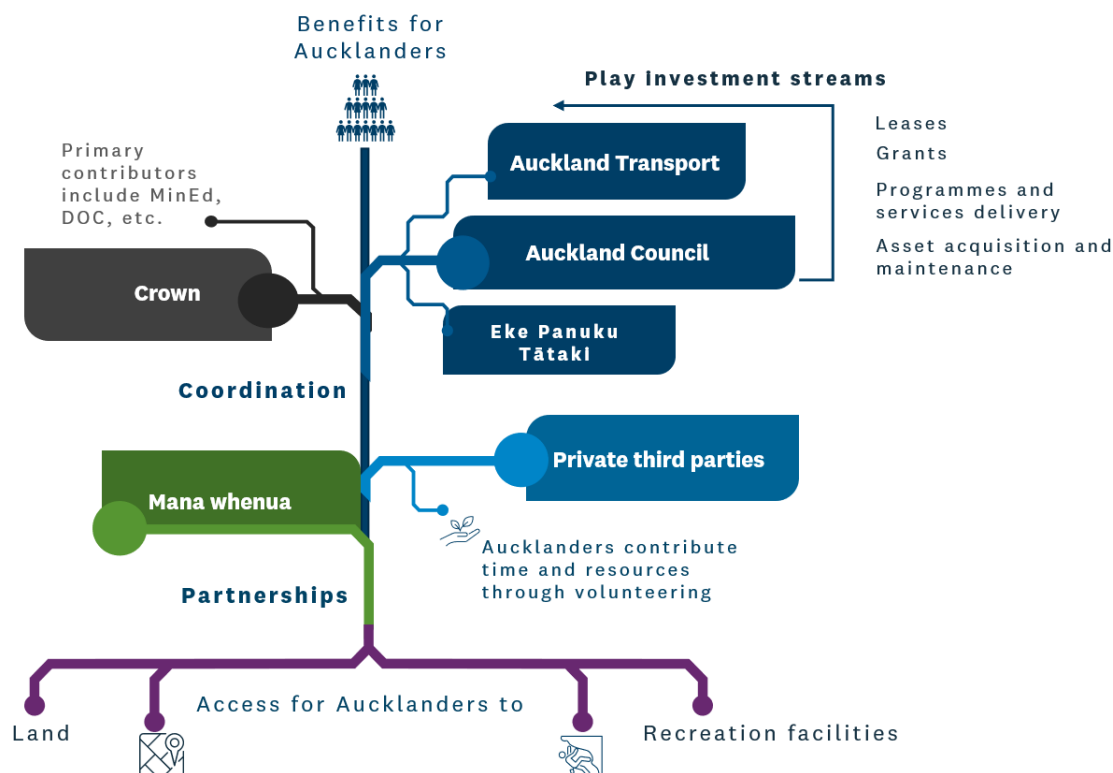 Benefits for
Aucklanders
Play investment streams
Leases
Grants
Programmes and
services delivery
Asset acquisition and
maintenance
Auckland Transport
Auckland Council
Eke Panuku
Tātaki
Primary
contributors
include MinEd,
DOC, etc.
Crown
Coordination
Private third parties
Mana whenua
Aucklanders contribute
time and resources
through volunteering
Partnerships
Access for Aucklanders to
Land
Recreation facilities